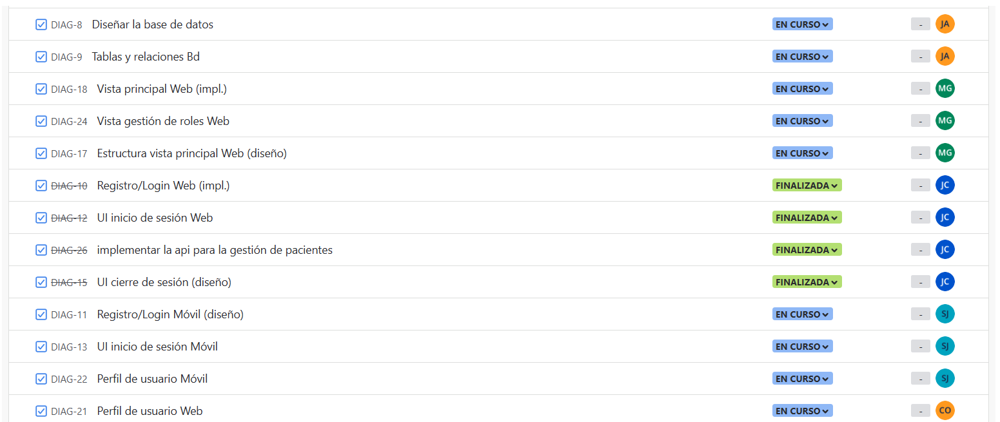 DIAG-8 Diseñar la base de datos EN CURSO - JA
DIAG-9 Tablas y relaciones Bd EN CURSO - JA
DIAG-18 Vista principal Web (impl.) EN CURSO - MG
DIAG-24 Vista gestión de roles Web EN CURSO - MG
DIAG-17 Estructura vista principal Web (diseño) EN CURSO - MG
DIAG-10 Registro/Login Web (impl.) FINALIZADA - JC
DIAG-12 UI inicio de sesión Web FINALIZADA - JC
DIAG-26 implementar la api para la gestión de pacientes FINALIZADA - JC
DIAG-15 UI cierre de sesión (diseño) FINALIZADA - JC
DIAG-11 Registro/Login Móvil (diseño) EN CURSO - SJ
DIAG-13 UI inicio de sesión Móvil EN CURSO - SJ
DIAG-22 Perfil de usuario Móvil EN CURSO - SJ
DIAG-21 Perfil de usuario Web EN CURSO - CO